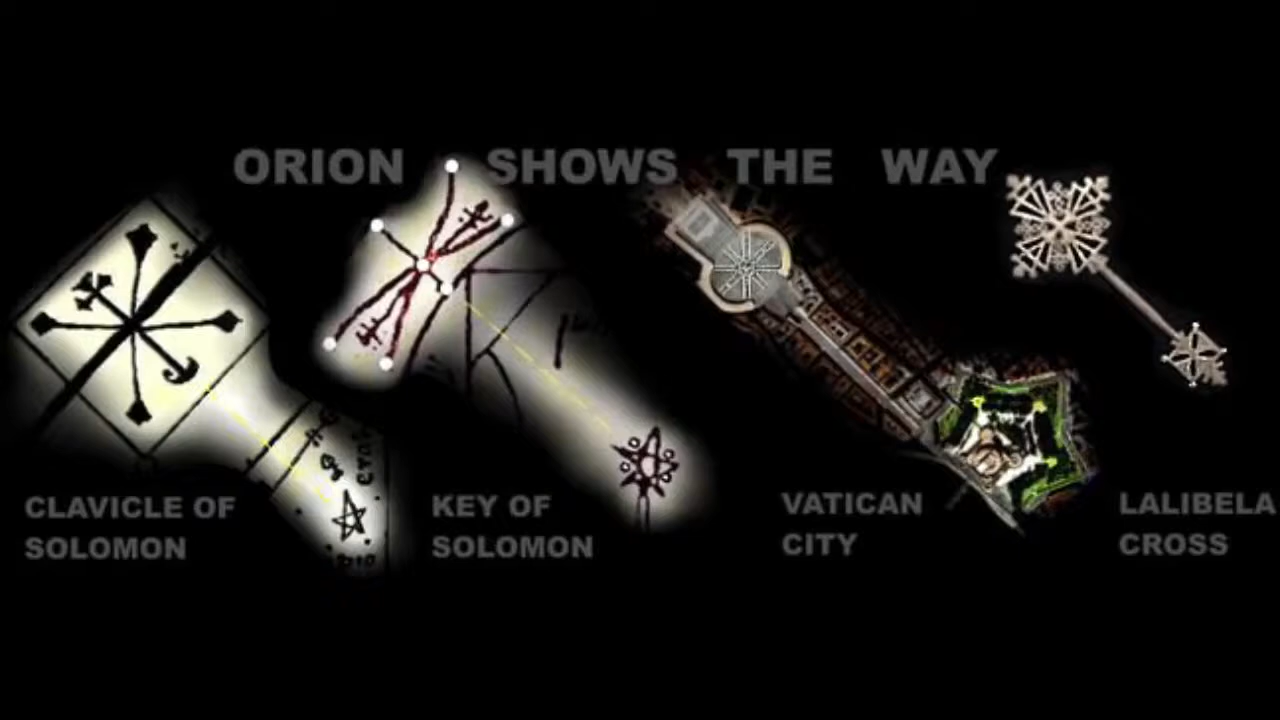 ORION SHOWS THE WAY
CLAVICLE OF
SOLOMON
KEY OF
SOLOMON
VATICAN
CITY
LALIBELA
CROSS